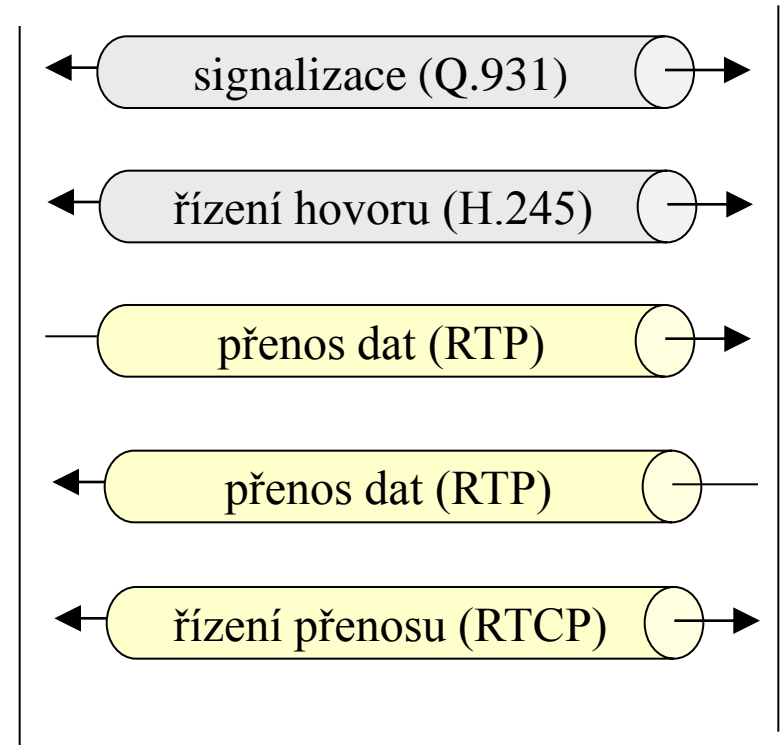 signalizace (Q.931)
řízení hovoru (H.245)
přenos dat (RTP)
přenos dat (RTP)
řízení přenosu (RTCP)